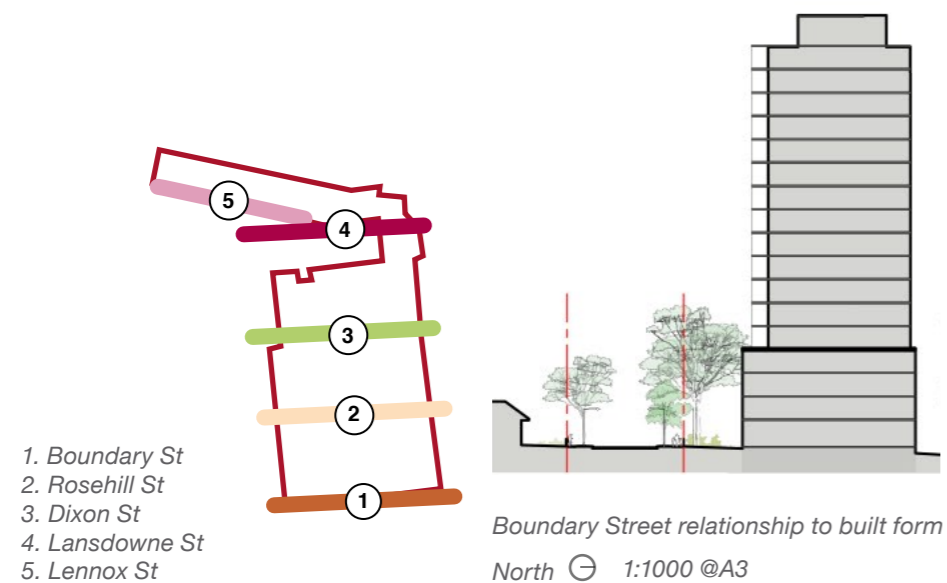 5
4
3
2
1
1. Boundary St
2. Rosehill St
3. Dixon St
4. Lansdowne St
5. Lennox St
Boundary Street relationship to built form
North 1:1000 @A3